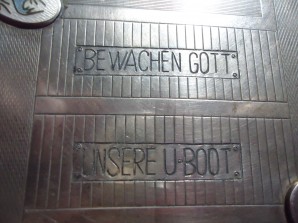 BEWACHEN GOTT
UNSERE U-BOOT